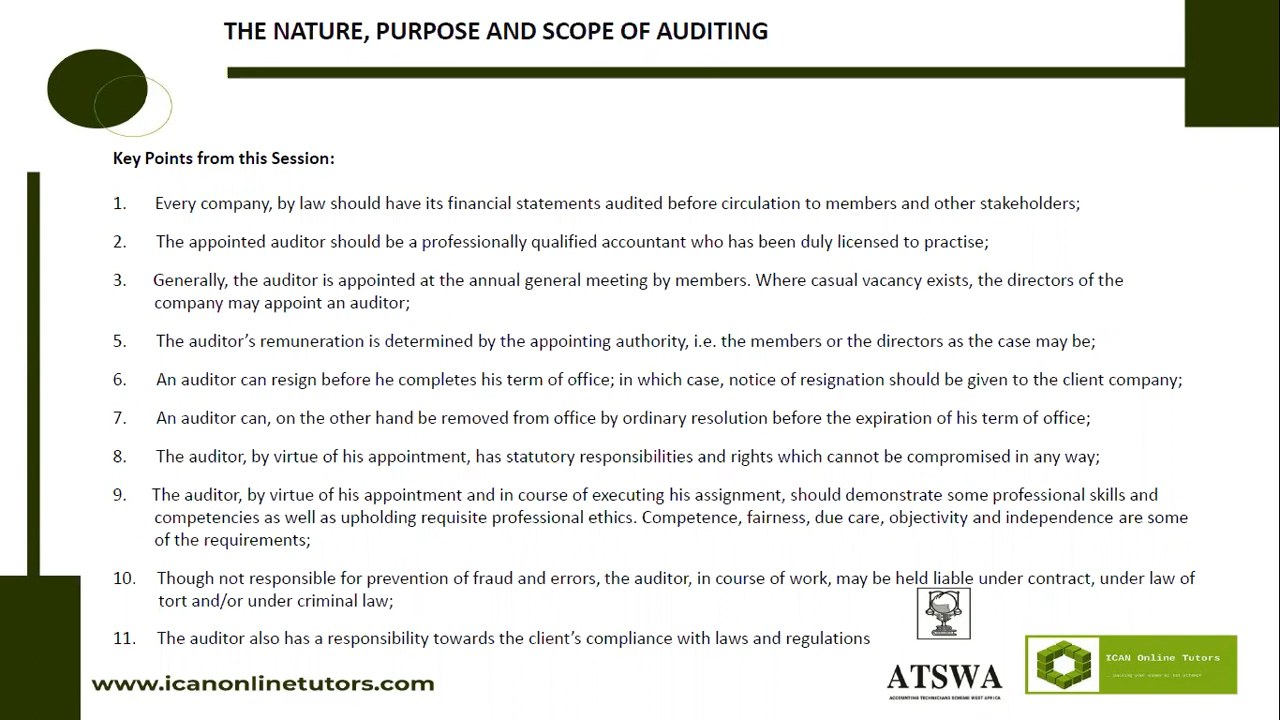 THE NATURE, PURPOSE AND SCOPE OF AUDITING
Key Points from this Session:
1. Every company, by law should have its financial statements audited before circulation to members and other stakeholders;
2. The appointed auditor should be a professionally qualified accountant who has been duly licensed to practise;
3. Generally, the auditor is appointed at the annual general meeting by members. Where casual vacancy exists, the directors of the
company may appoint an auditor;
5. The auditor’s remuneration is determined by the appointing authority, i.e. the members or the directors as the case may be;
6. An auditor can resign before he completes his term of office; in which case, notice of resignation should be given to the client company;
7. An auditor can, on the other hand be removed from office by ordinary resolution before the expiration of his term of office;
8. The auditor, by virtue of his appointment, has statutory responsibilities and rights which cannot be compromised in any way;
9. The auditor, by virtue of his appointment and in course of executing his assignment, should demonstrate some professional skills and
competencies as well as upholding requisite professional ethics. Competence, fairness, due care, objectivity and independence are some
of the requirements;
10. Though not responsible for prevention of fraud and errors, the auditor, in course of work, may be held liable under contract, under law of
tort and/or under criminal law;
11. The auditor also has a responsibility towards the client’s compliance with laws and regulations
www.icanonlinetutors.com
ATSWA
ACCOUNTING TECHNICIANS SCHEME WEST AFRICA
ICAN Online Tutors